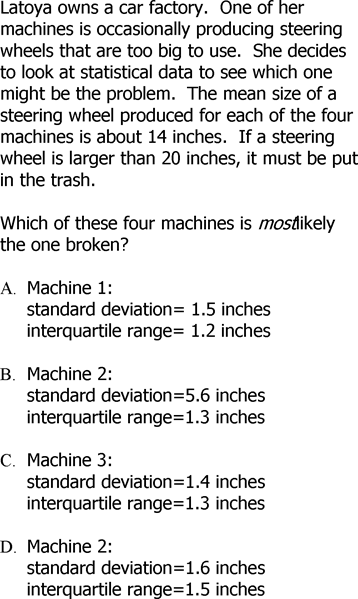 Latoya owns a car factory. One of her
machines is occasionally producing steering
wheels that are too big to use. She decides
to look at statistical data to see which one
might be the problem. The mean size of a
steering wheel produced for each of the four
machines is about 14 inches. If a steering
wheel is larger than 20 inches, it must be put
in the trash.
Which of these four machines is mostlikely
the one broken?
A. Machine 1:
standard deviation= 1.5 inches
interquartile range= 1.2 inches
B. Machine 2:
standard deviation=5.6 inches
interquartile range=1.3 inches
C. Machine 3:
standard deviation=1.4 inches
interquartile range=1.3 inches
D. Machine 2:
standard deviation=1.6 inches
interquartile range=1.5 inches